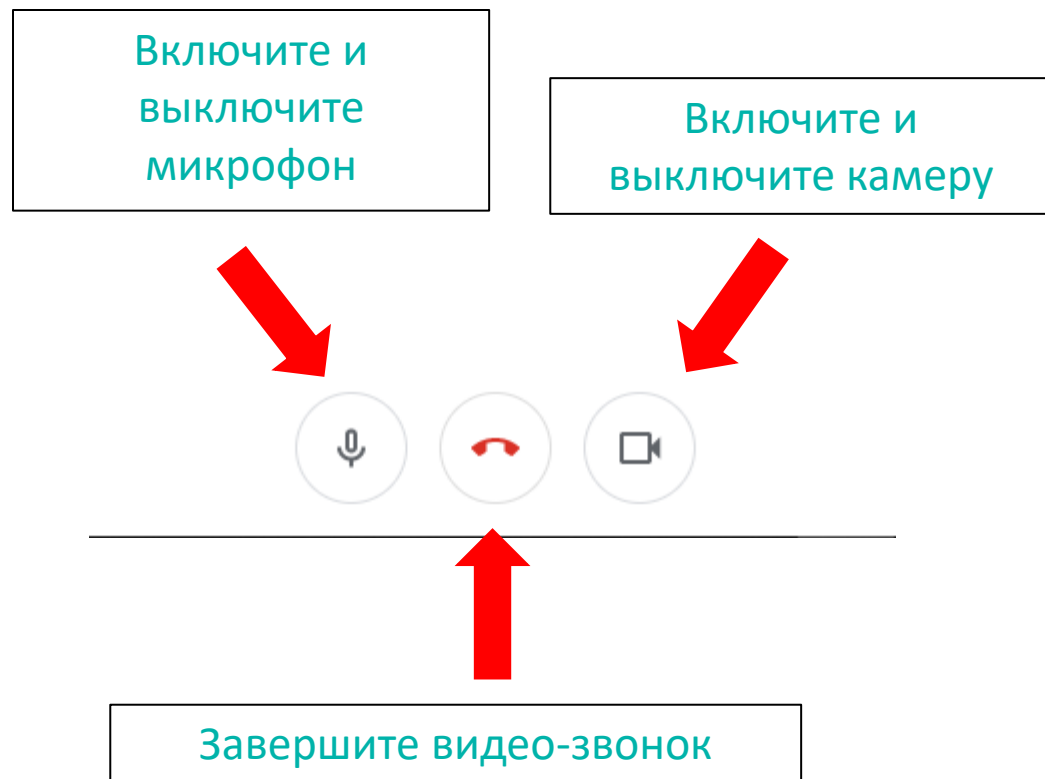 Включите и
выключите
микрофон
Включите и
выключите камеру
Завершите видео-звонок